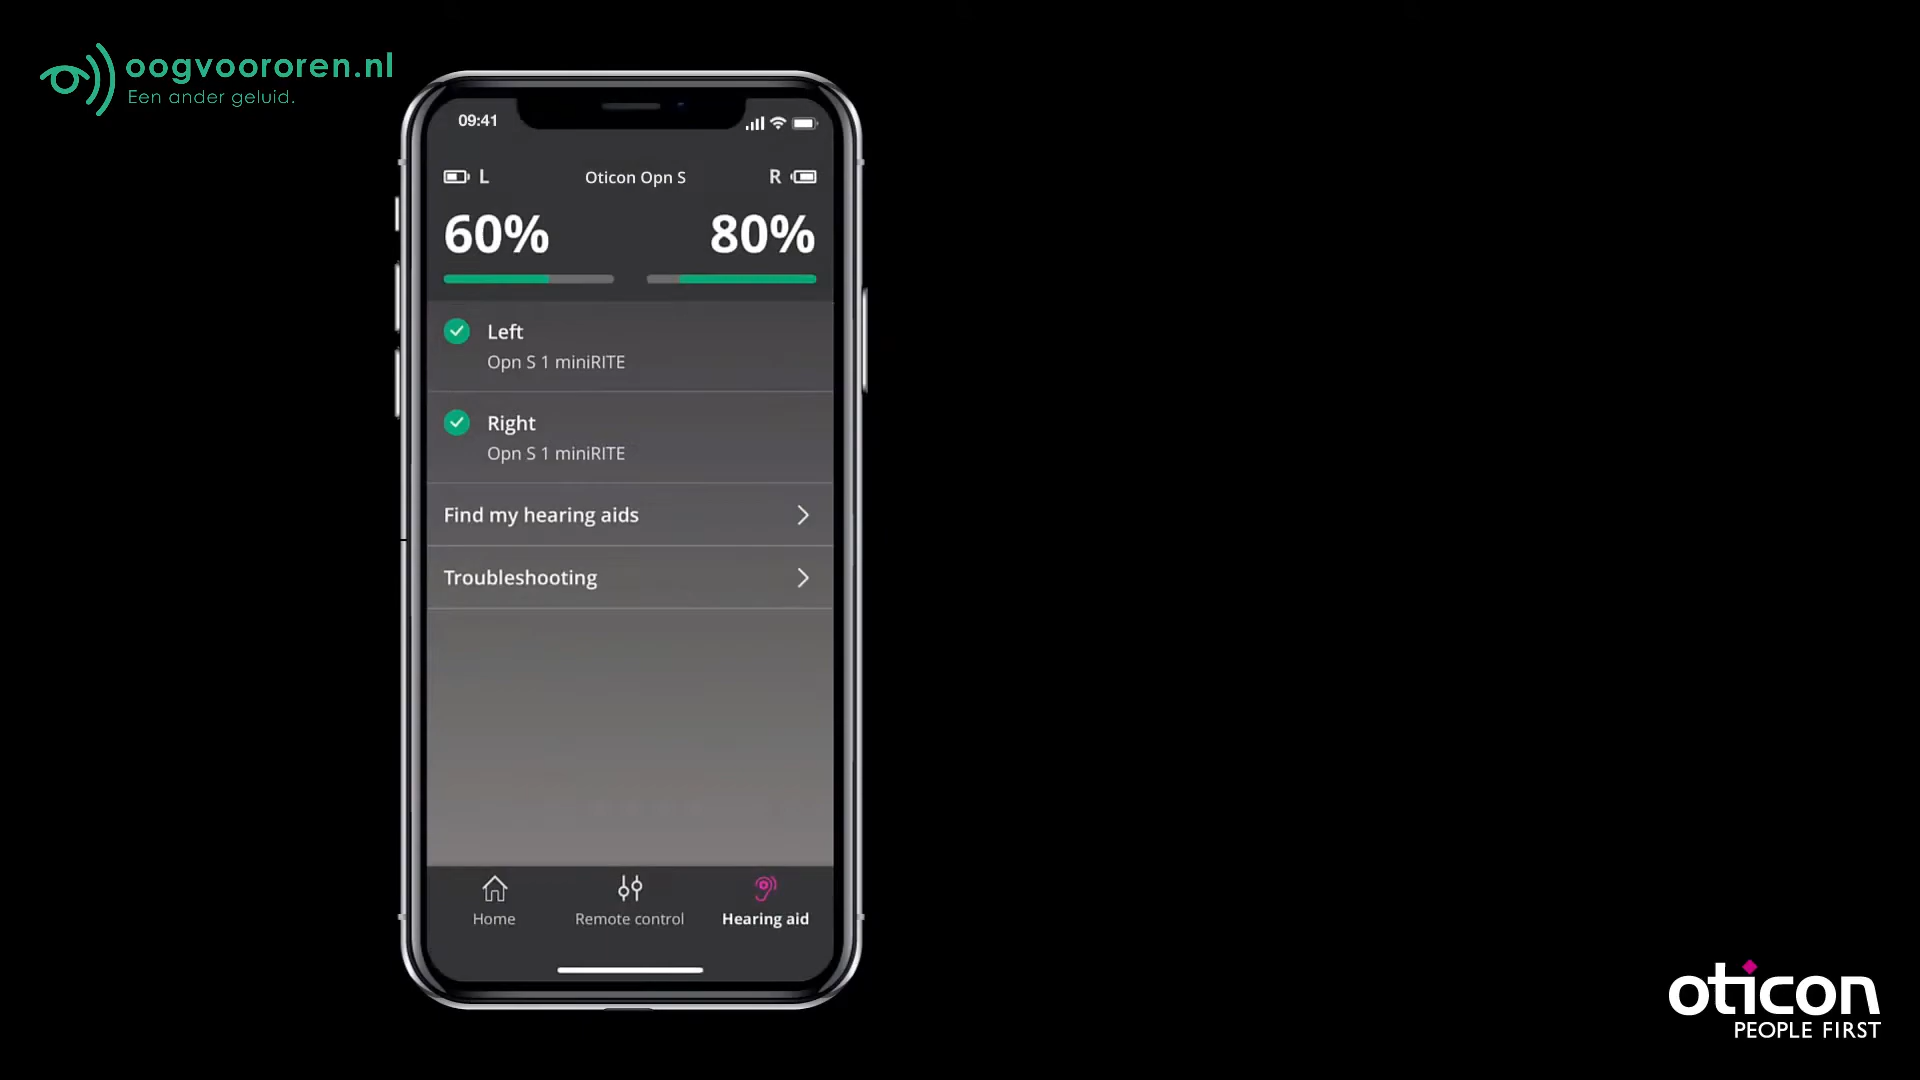 oogvoororen.nl
Een ander geluid.
09:41
L Oticon Opn S R
60% 80%
Left
Opn S 1 miniRITE
Right
Opn S 1 miniRITE
Find my hearing aids
Troubleshooting
Home Remote control Hearing aid
oticon
PEOPLE FIRST